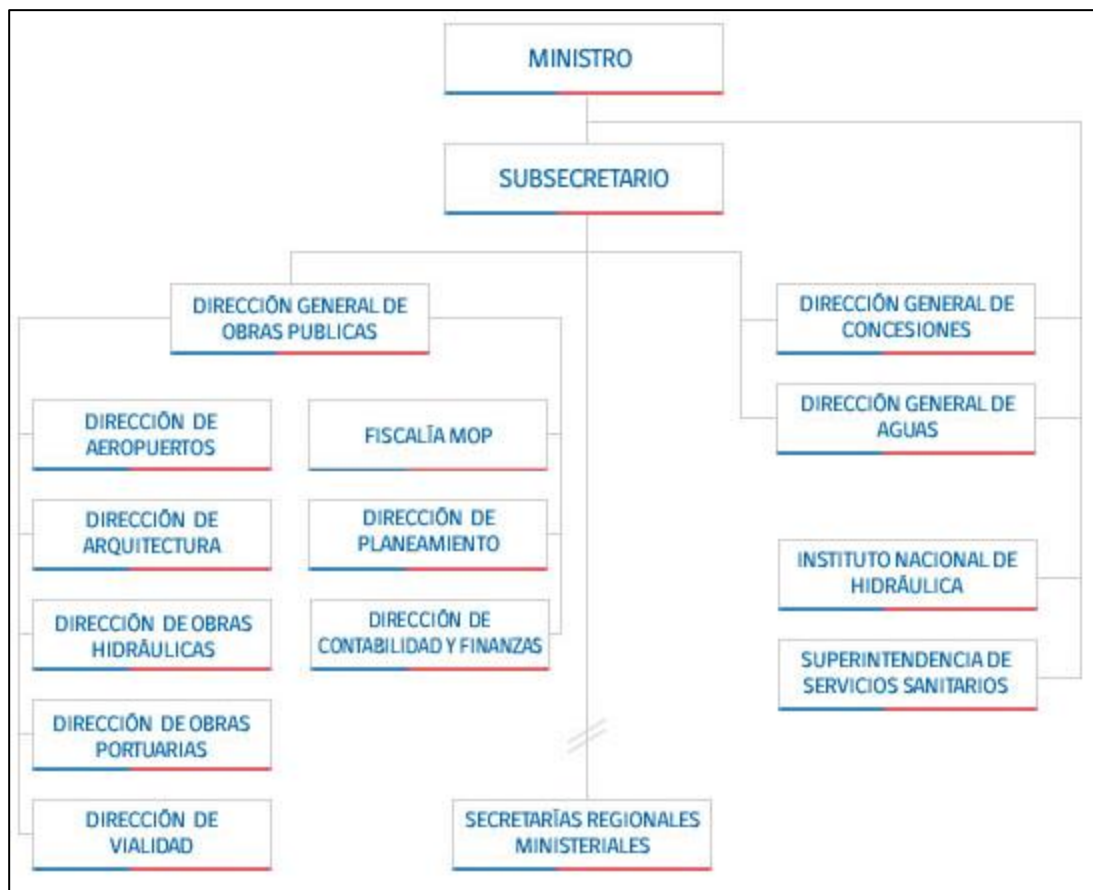 MINISTRO
SUBSECRETARIO
DIRECCIÓN GENERAL DE
OBRAS PUBLICAS
DIRECCIÓN GENERAL DE
CONCESIONES
DIRECCIÓN GENERAL DE
AGUAS
DIRECCIÓN DE
AEROPUERTOS
FISCALÍA MOP
DIRECCIÓN DE
ARQUITECTURA
DIRECCIÓN DE
PLANEAMIENTO
INSTITUTO NACIONAL DE
HIDRÁULICA
DIRECCIÓN DE OBRAS
HIDRÁULICAS
DIRECCIÓN DE
CONTABILIDAD Y FINANZAS
SUPERINTENDENCIA DE
SERVICIOS SANITARIOS
DIRECCIÓN DE OBRAS
PORTUARIAS
DIRECCIÓN DE
VIALIDAD
SECRETARÍAS REGIONALES
MINISTERIALES